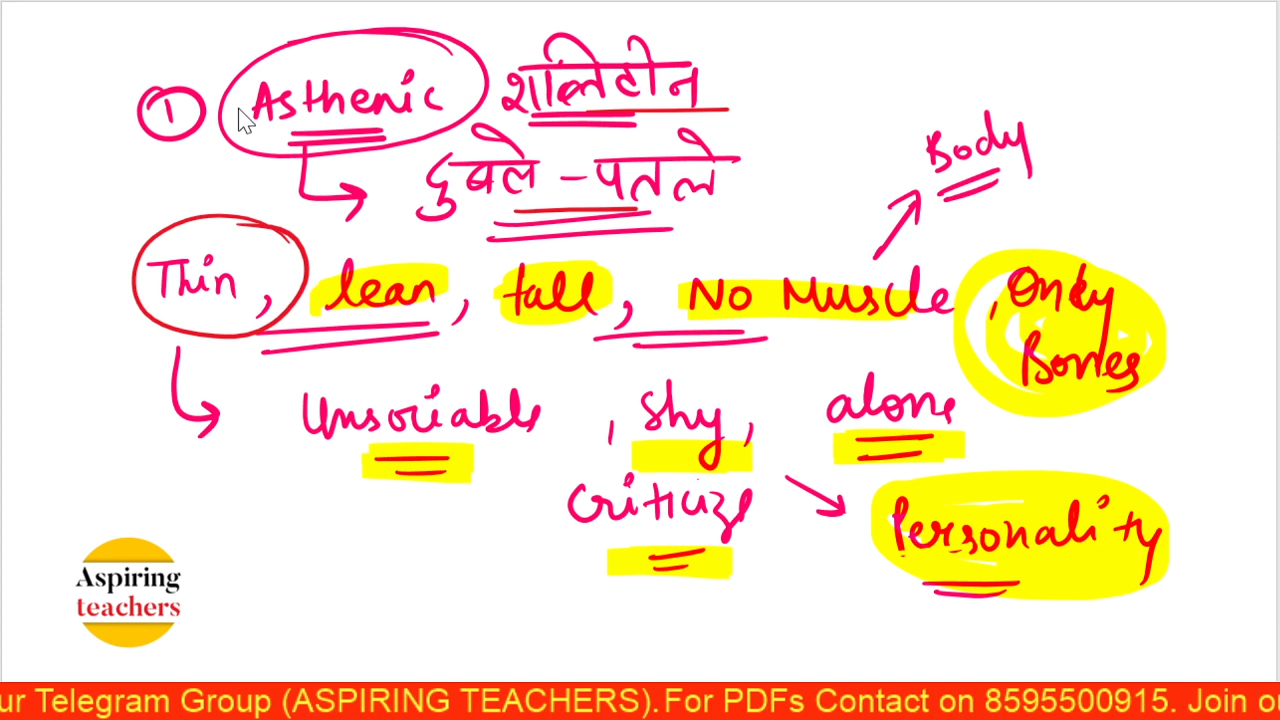 ① Asthenic शालिटीन
Body
दुबले - पतले
Thin, lean, tall, No Muscle, Only
Bones
Unsociable, shy, alone
Criticize
Personality
Aspiring
teachers
ur Telegram Group (ASPIRING TEACHERS).For PDFs Contact on 8595500915. Join o